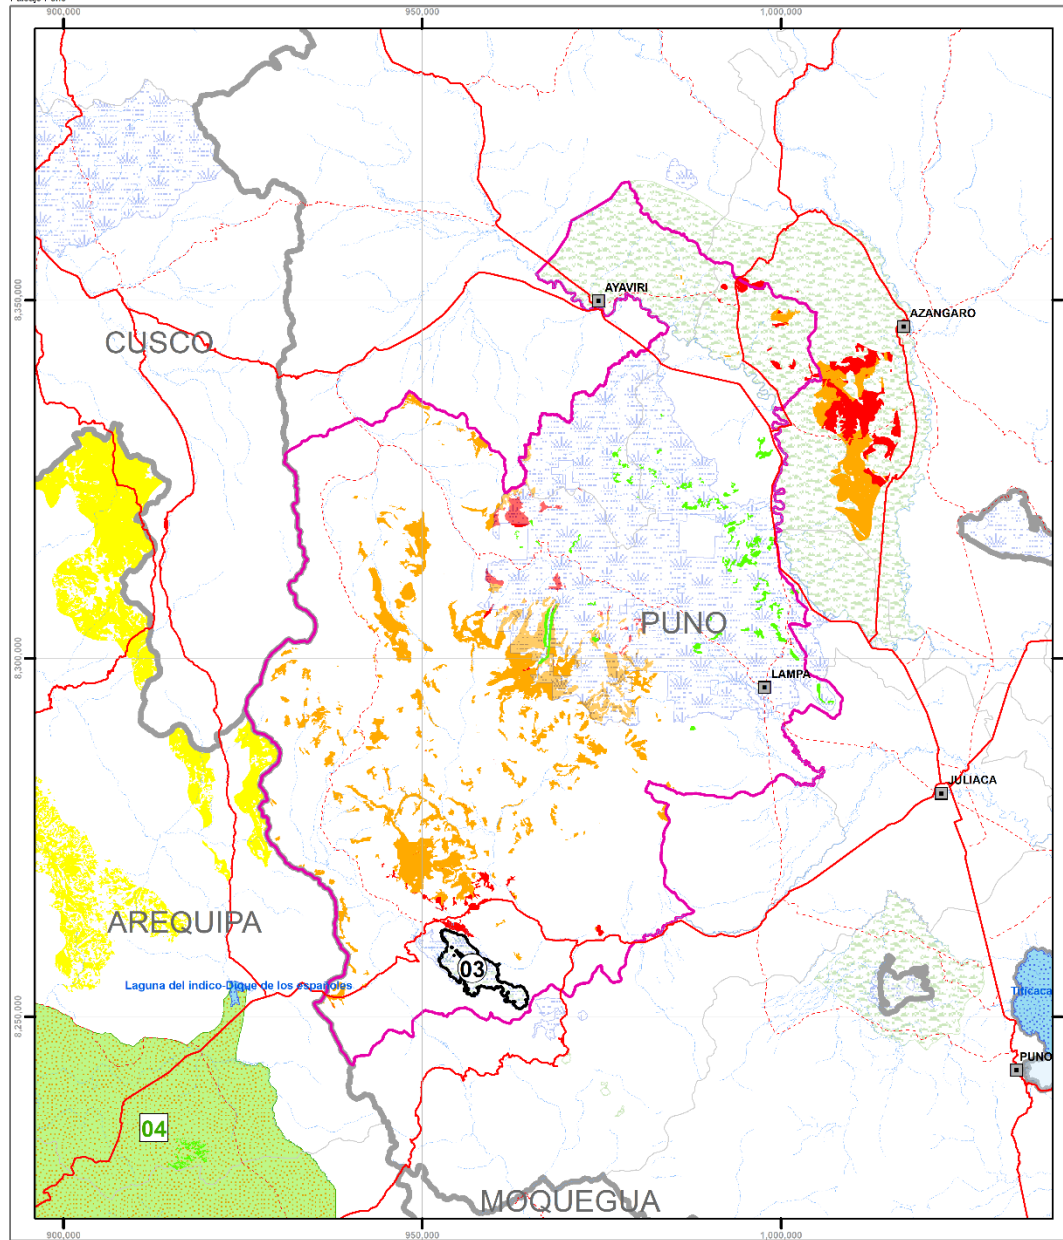 Paisaje Puno
900,000 950,000 1,000,000
8,350,000
AYAVIRI
AZANGARO
CUSCO
PUNO
8,300,000
LAMPA
JULIACA
AREQUIPA
03
Laguna del indico-Dique de los españoles
Titicaca
8,250,000
PUNO
04
MOQUEGUA
900,000 950,000 1,000,000